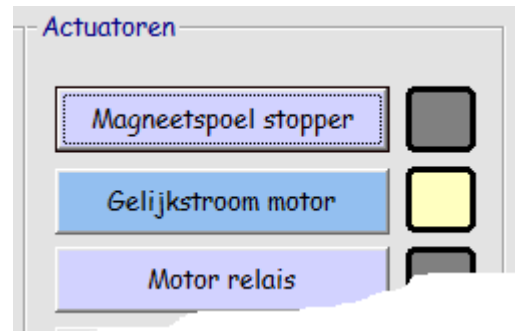 Actuatoren
Magneetspoel stopper
Gelijkstroom motor
Motor relais